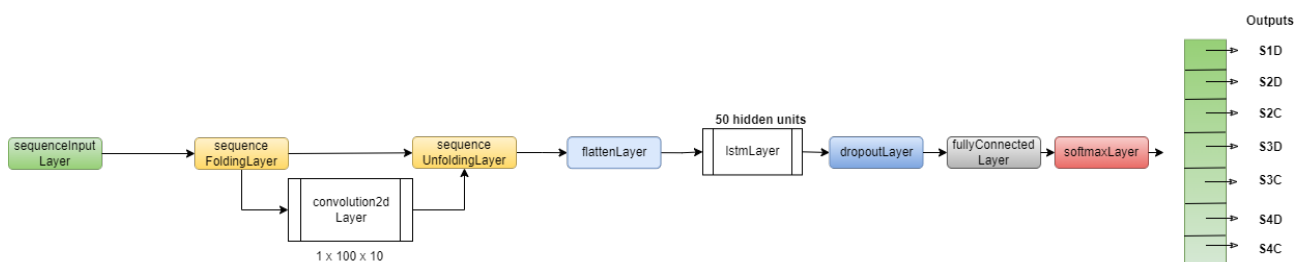 Outputs
S1D
S2D
S2C
S3D
S3C
S4D
S4C
sequenceInput
Layer
sequence
FoldingLayer
convolution2d
Layer
1 x 100 x 10
sequence
UnfoldingLayer
flattenLayer
50 hidden units
lstmLayer
dropoutLayer
fullyConnected
Layer
softmaxLayer